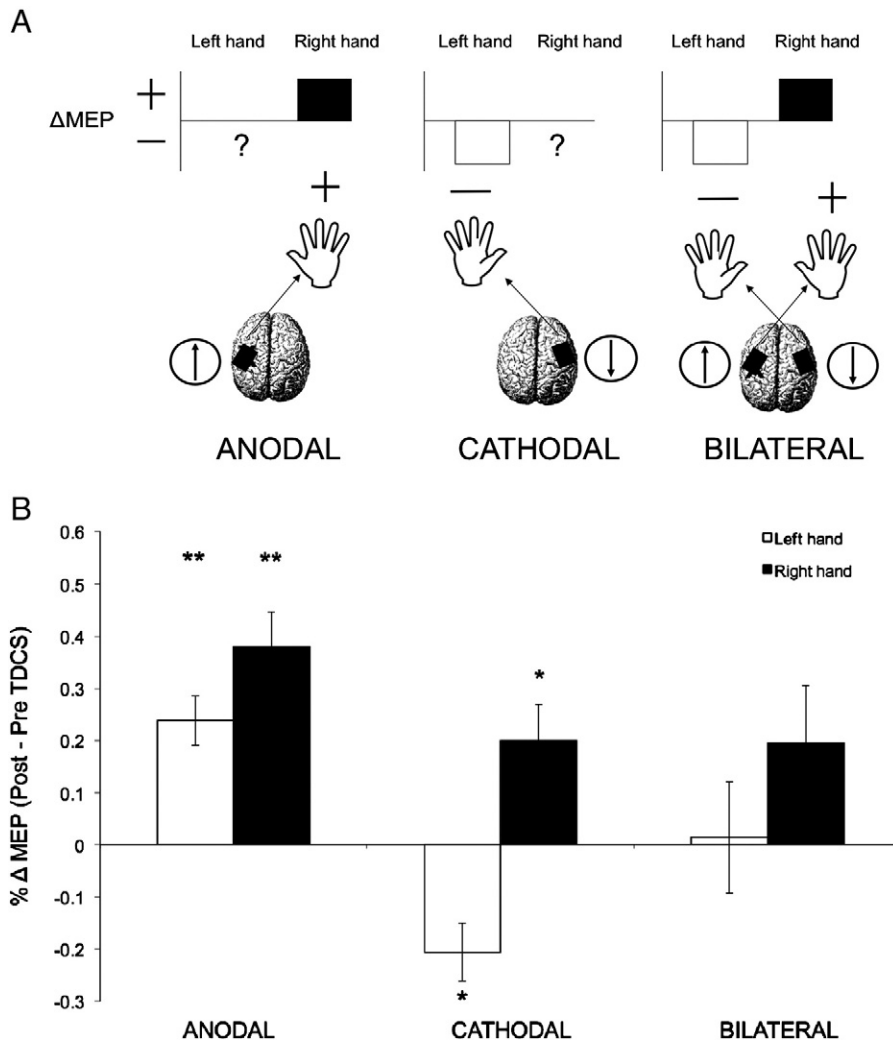 A
Left hand Right hand Left hand Right hand Left hand Right hand
+
ΔMEP
—
? ?
+ — — +
ANODAL CATHODAL BILATERAL
B
0.6
** ** Left hand
0.5 Right hand
0.4
0.3
*
0.2
0.1
0
-0.1
-0.2
-0.3
*
% Δ MEP (Post - Pre TDCS)
ANODAL CATHODAL BILATERAL